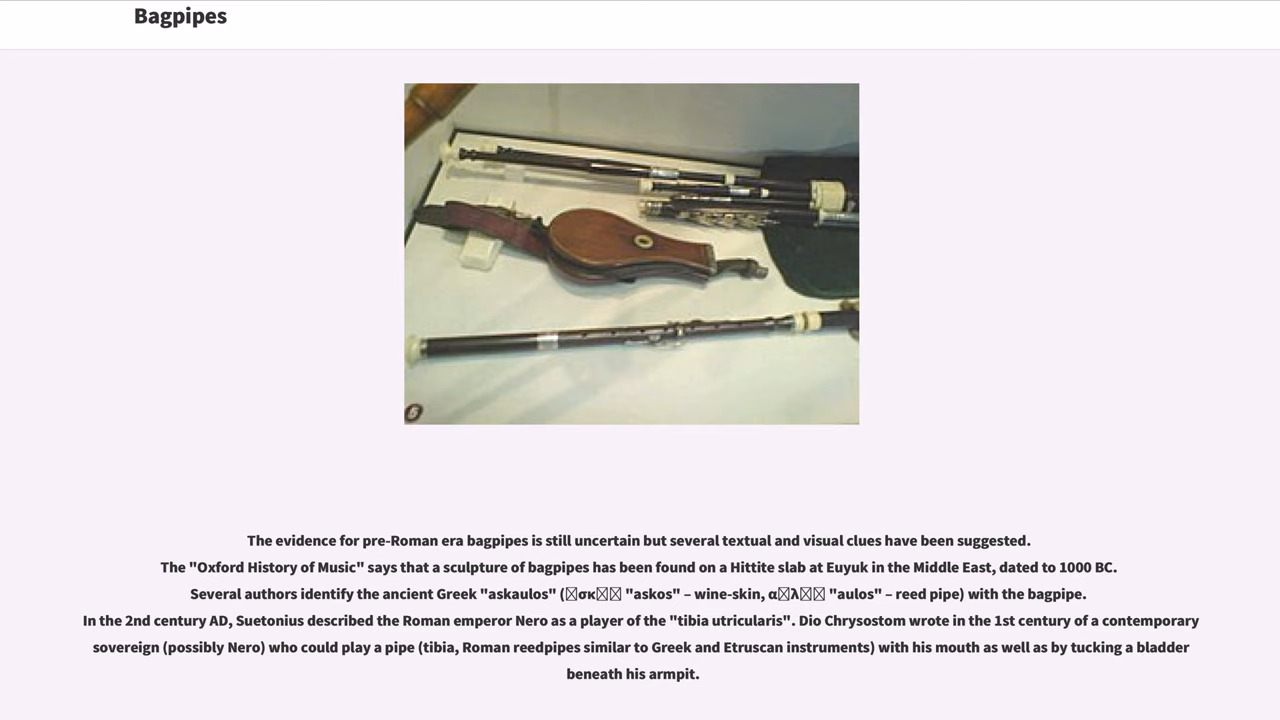 Bagpipes
5
The evidence for pre-Roman era bagpipes is still uncertain but several textual and visual clues have been suggested.
The "Oxford History of Music" says that a sculpture of bagpipes has been found on a Hittite slab at Euyuk in the Middle East, dated to 1000 BC.
Several authors identify the ancient Greek "askaulos" (□σκ□□ "askos" – wine-skin, α□λ□□ "aulos" – reed pipe) with the bagpipe.
In the 2nd century AD, Suetonius described the Roman emperor Nero as a player of the "tibia utricularis". Dio Chrysostom wrote in the 1st century of a contemporary
sovereign (possibly Nero) who could play a pipe (tibia, Roman reedpipes similar to Greek and Etruscan instruments) with his mouth as well as by tucking a bladder
beneath his armpit.